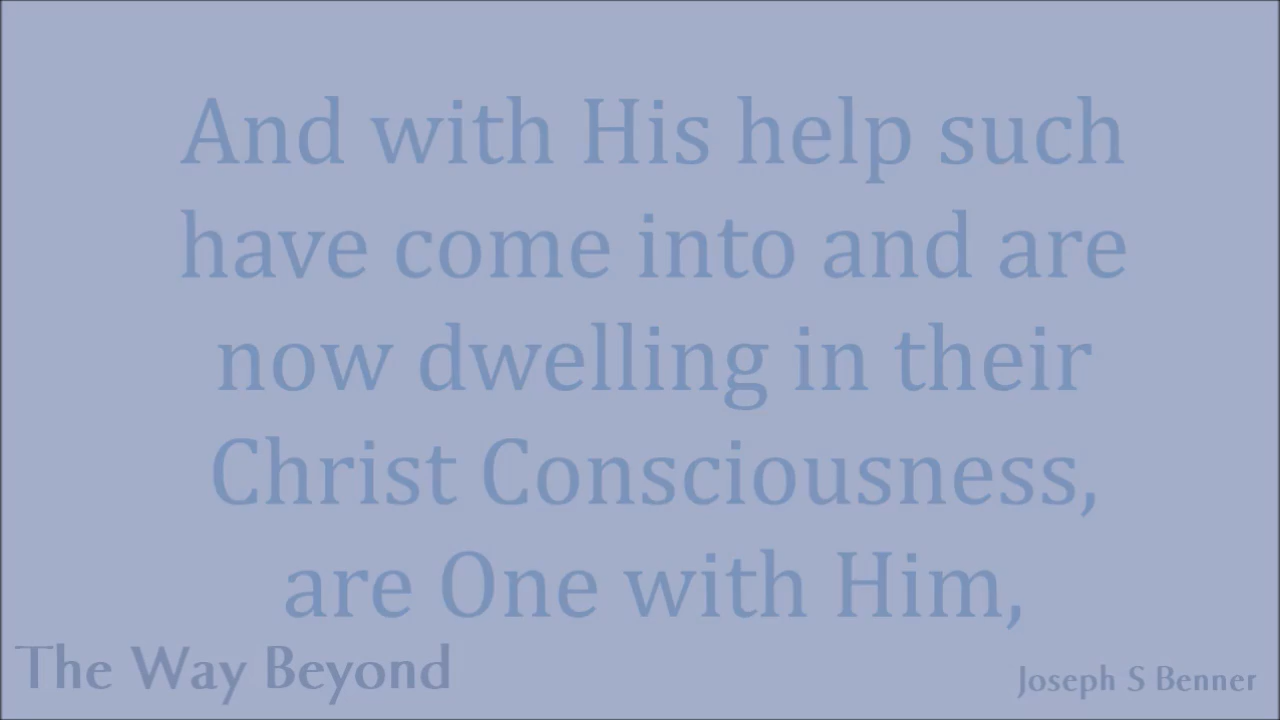 And with His help such
have come into and are
now dwelling in their
Christ Consciousness,
are One with Him,
The Way Beyond
Joseph S Benner